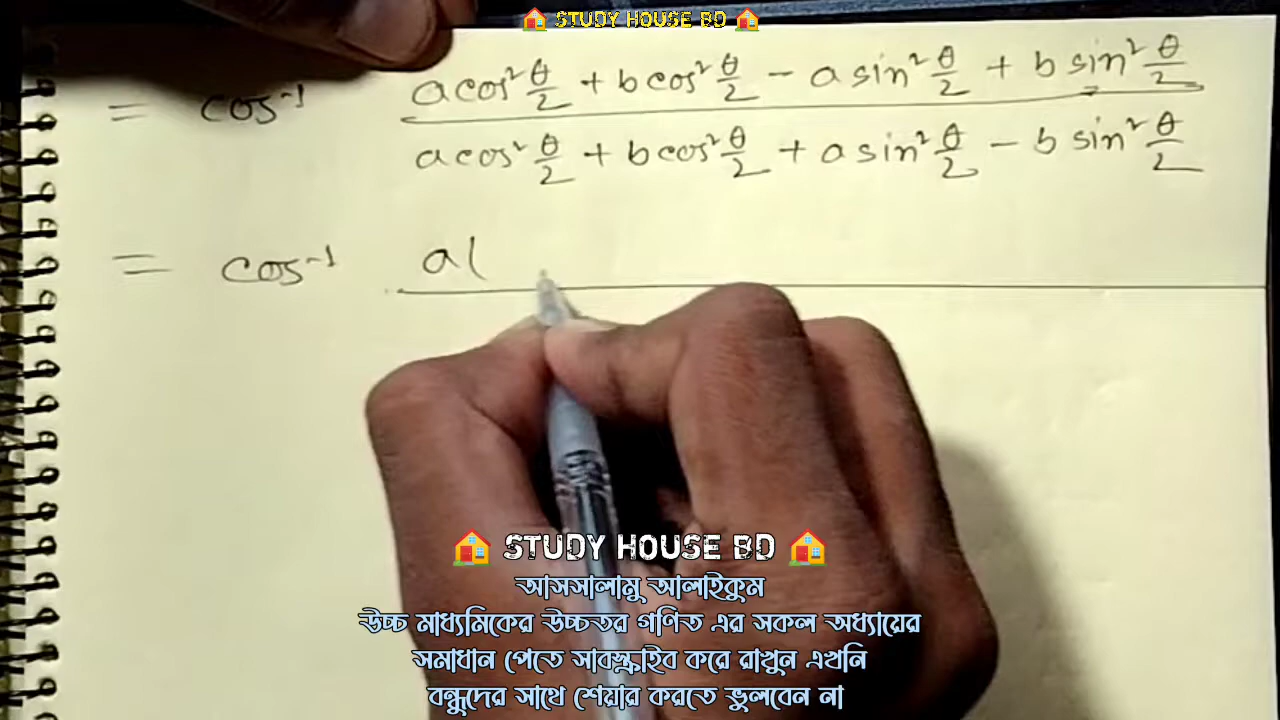 🏠 STUDY HOUSE BD 🏠
= cos⁻¹ (a cos² θ/2 + b cos² θ/2 − a sin² θ/2 + b sin² θ/2) / (a cos² θ/2 + b cos² θ/2 + a sin² θ/2 − b sin² θ/2)
= cos⁻¹ a(
🏠 STUDY HOUSE BD 🏠
আসসালামু আলাইকুম
উচ্চ মাধ্যমিকের উচ্চতর গণিত এর সকল অধ্যায়ের
সমাধান পেতে সাবস্ক্রাইব করে রাখুন এখনি
বন্ধুদের সাথে শেয়ার করতে ভুলবেন না